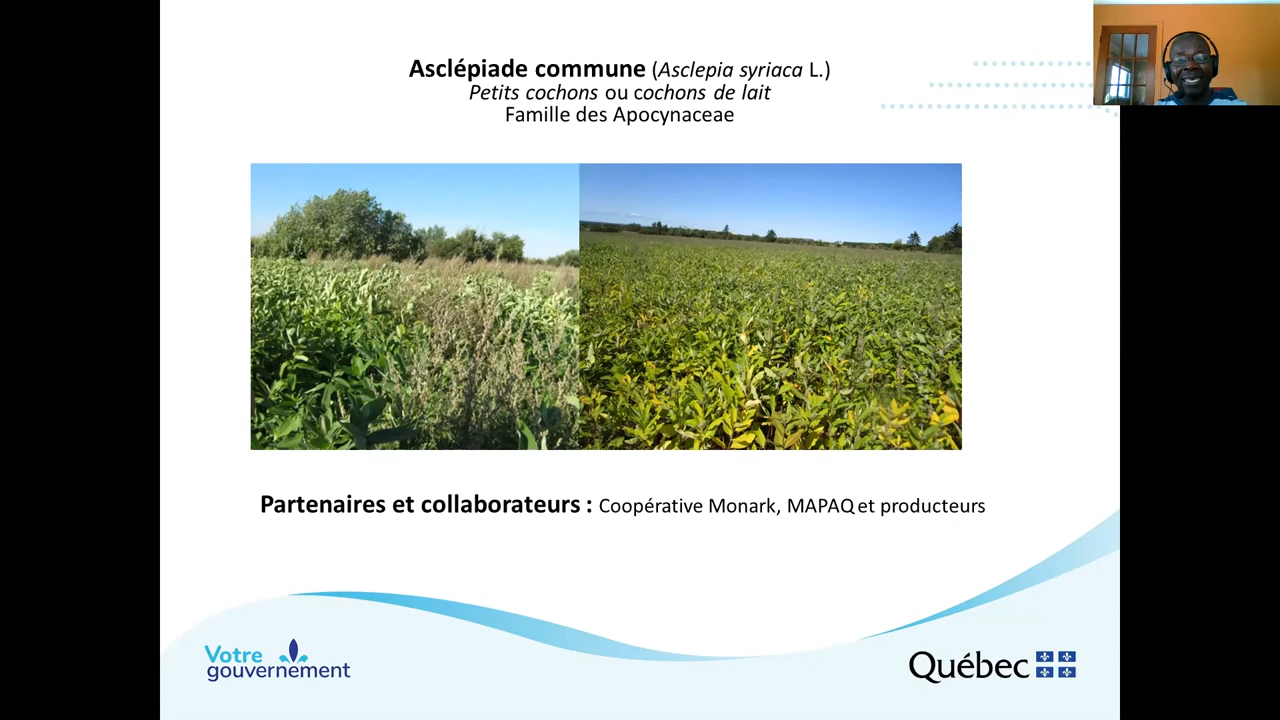 Asclépiade commune (Asclepia syriaca L.)
Petits cochons ou cochons de lait
Famille des Apocynaceae
Partenaires et collaborateurs : Coopérative Monark, MAPAQ et producteurs
Votre
gouvernement
Québec